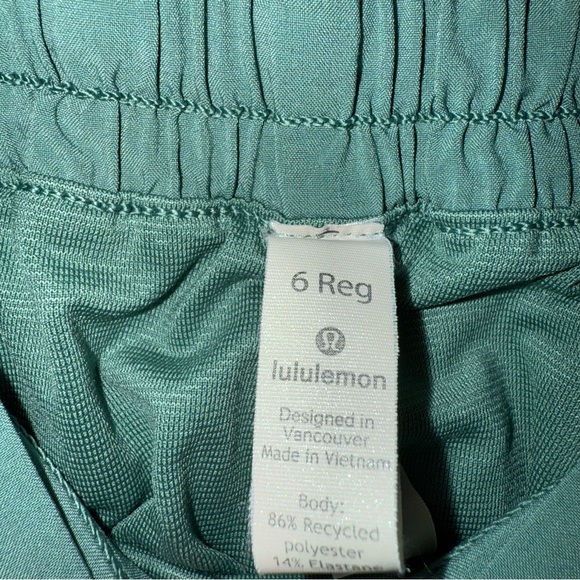 6 Reg
lululemon
Designed in
Vancouver
Made in Vietnam
Body:
86% Recycled
polyester
14% Elastane